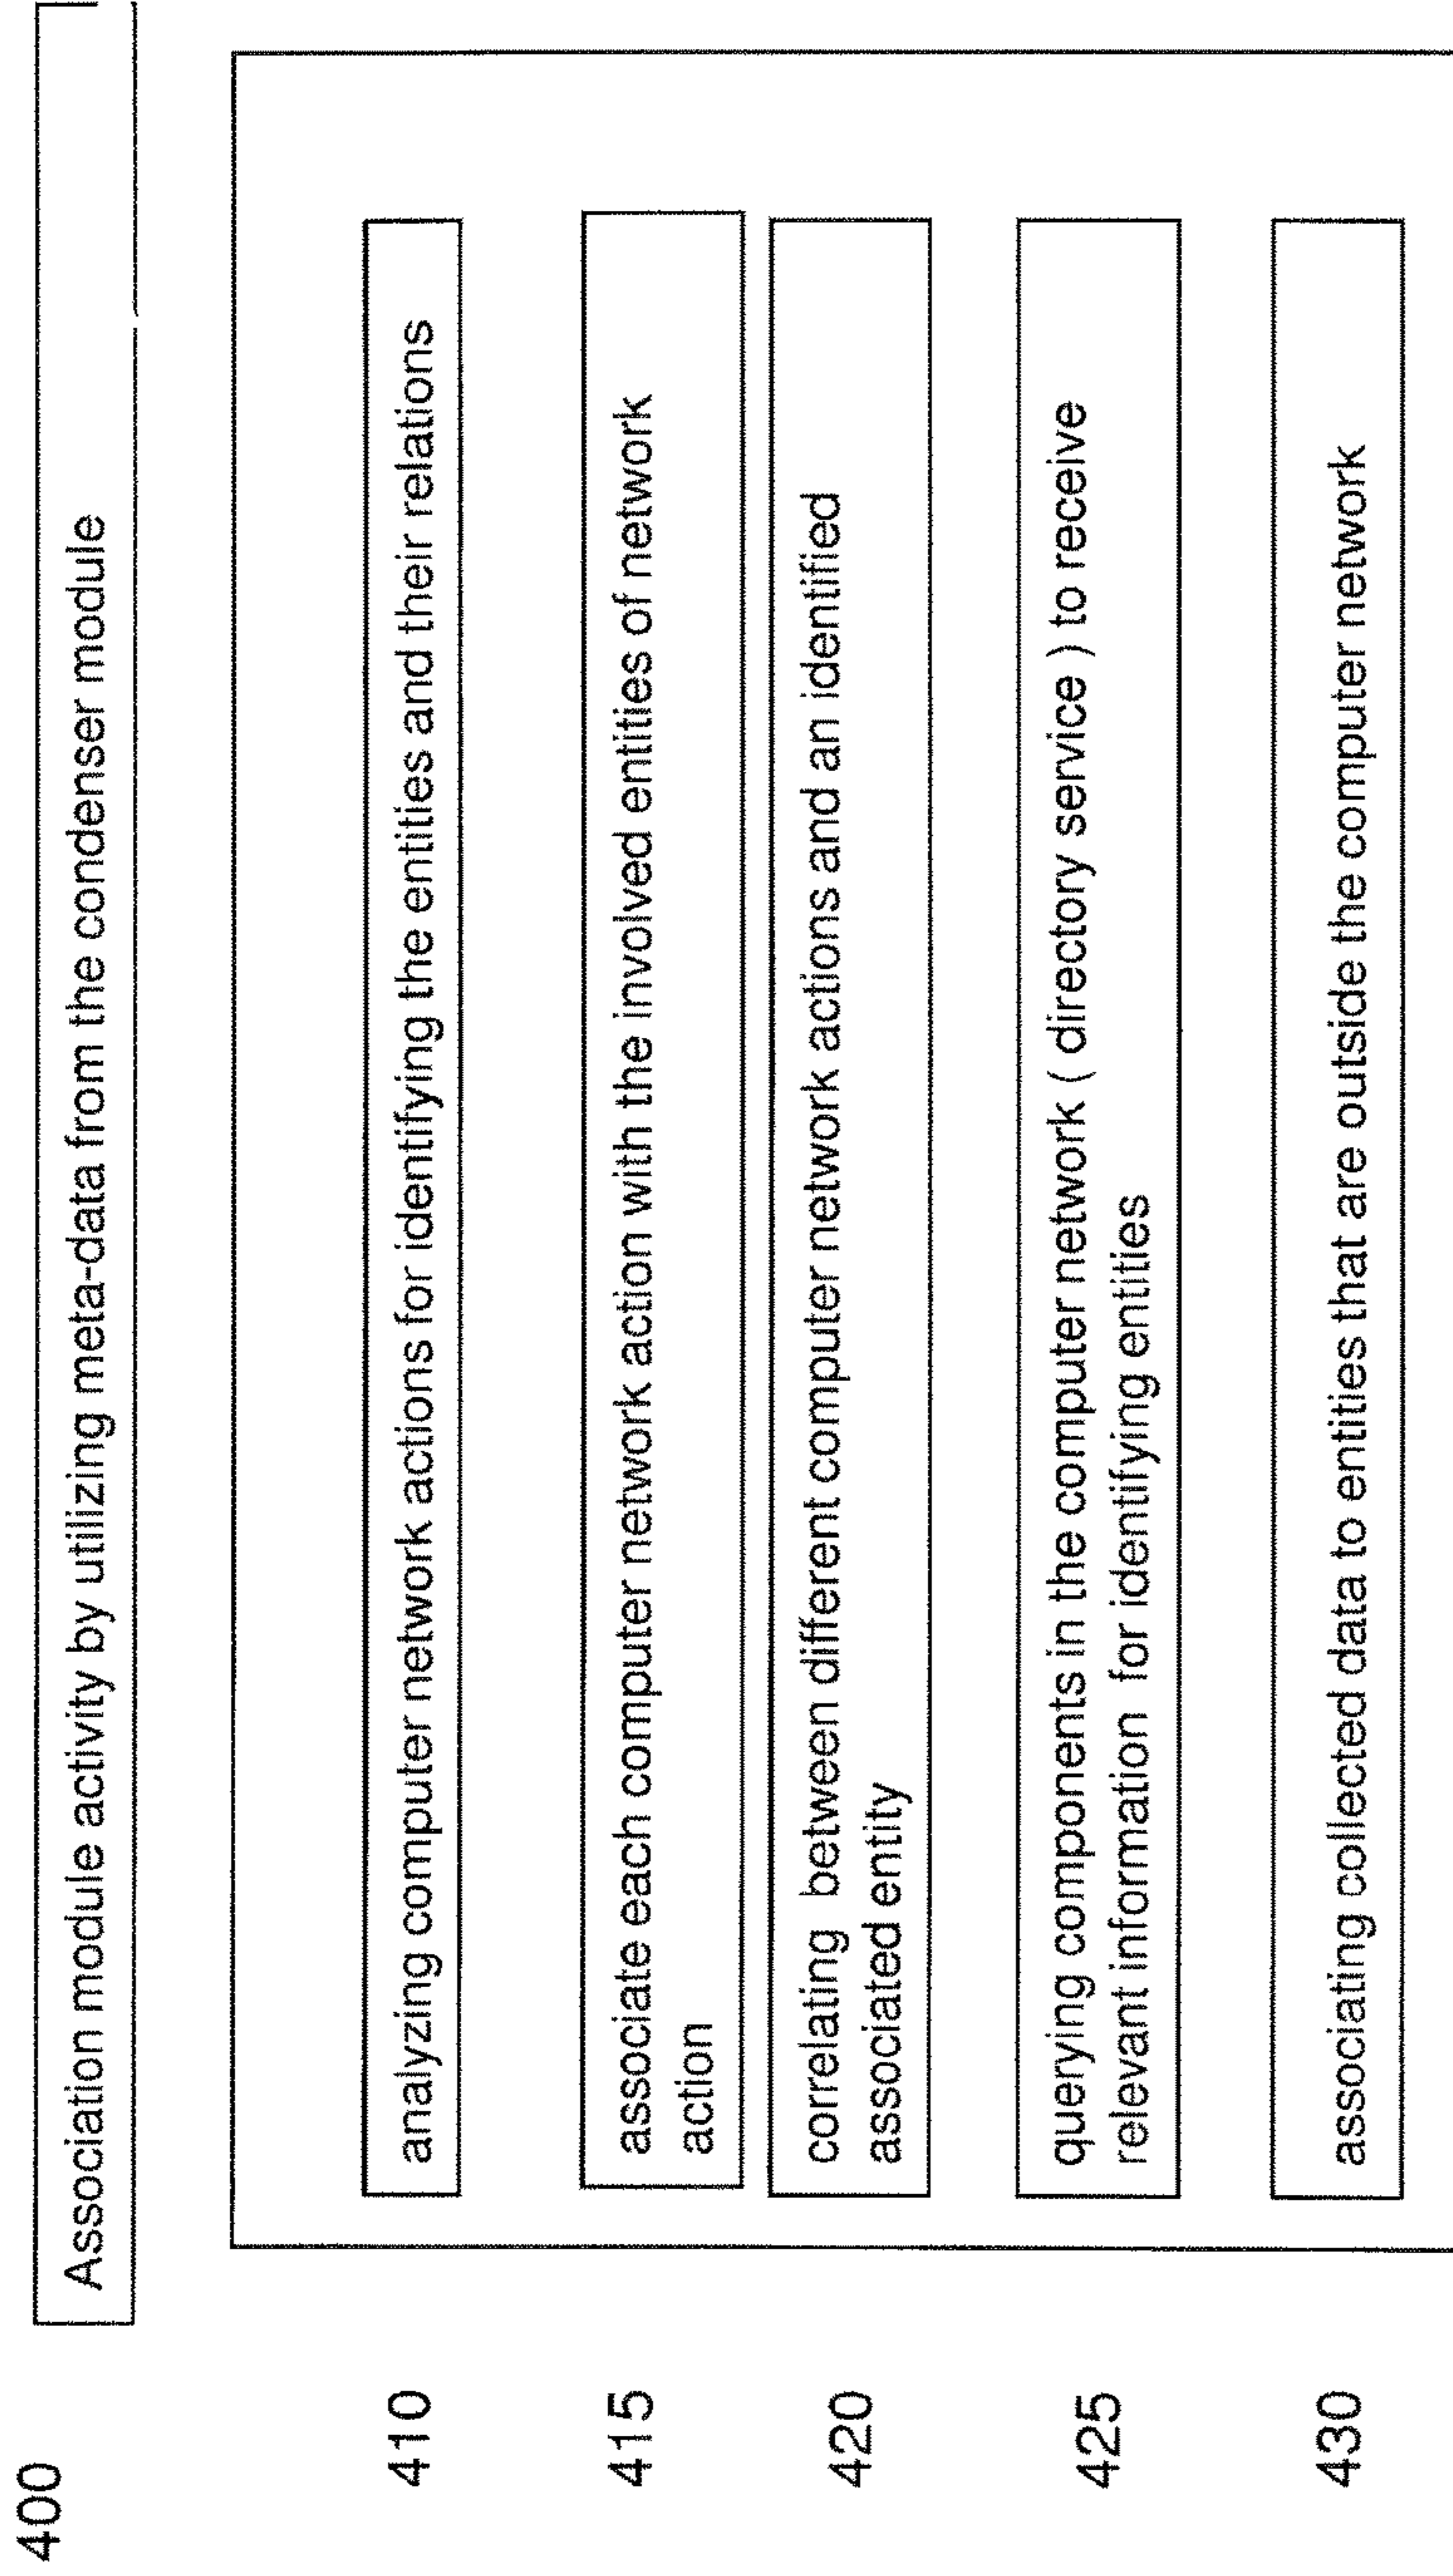 400
Association module activity by utilizing meta-data from the condenser module
410
analyzing computer network actions for identifying the entities and their relations
415
associate each computer network action with the involved entities of network
action
420
correlating between different computer network actions and an identified
associated entity
425
querying components in the computer network ( directory service ) to receive
relevant information for identifying entities
430
associating collected data to entities that are outside the computer network